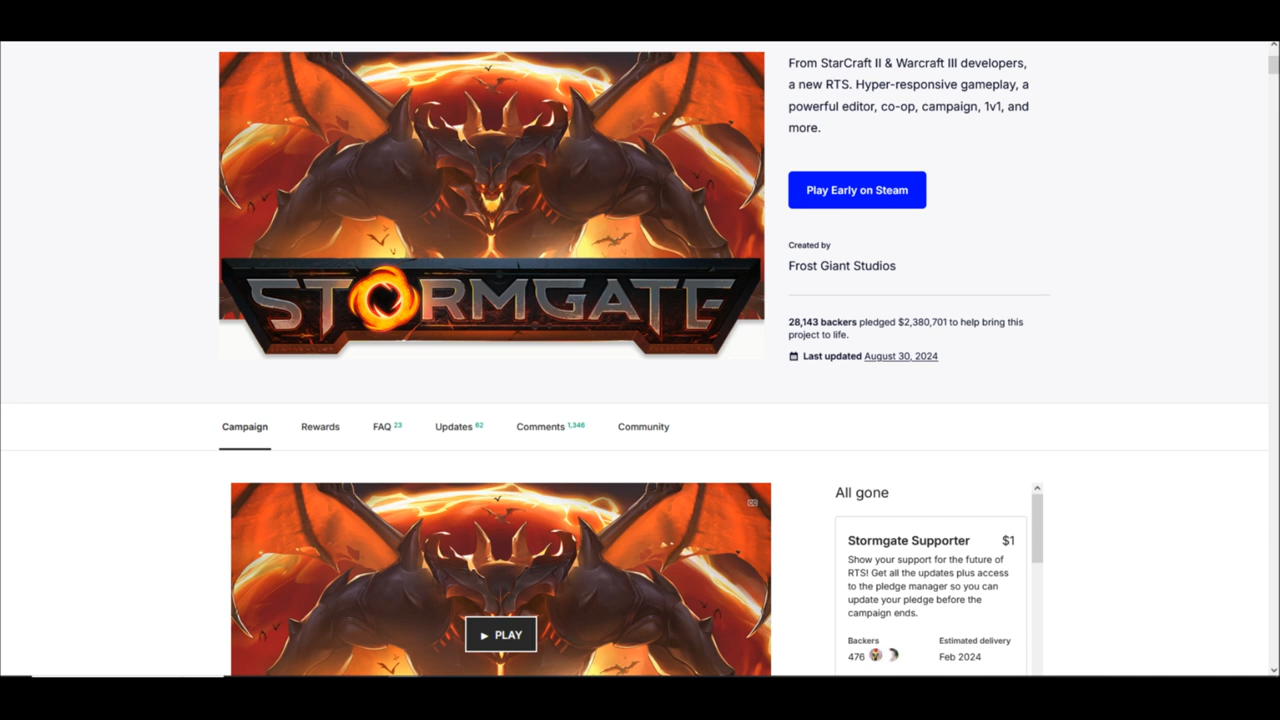 From StarCraft II & Warcraft III developers,
a new RTS. Hyper-responsive gameplay, a
powerful editor, co-op, campaign, 1v1, and
more.
Play Early on Steam
Created by
Frost Giant Studios
28,143 backers pledged $2,380,701 to help bring this
project to life.
Last updated August 30, 2024
STORMGATE
Campaign Rewards FAQ 23 Updates 62 Comments 1,346 Community
CC
PLAY
All gone
Stormgate Supporter $1
Show your support for the future of
RTS! Get all the updates plus access
to the pledge manager so you can
update your pledge before the
campaign ends.
Backers Estimated delivery
476 Feb 2024